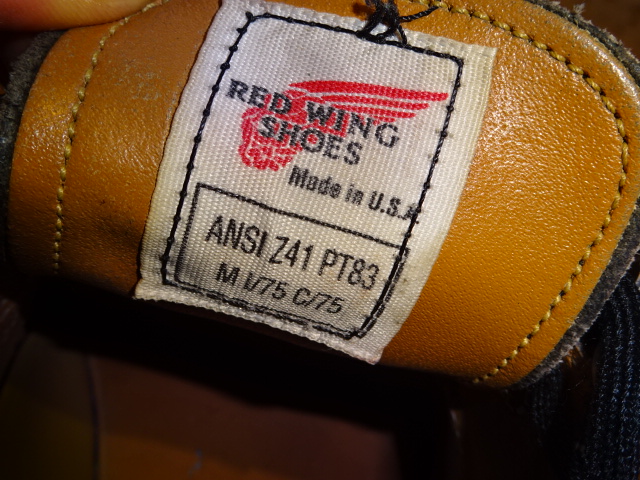 RED WING
SHOES
Made in U.S.A
ANSI Z41 PT83
M I/75 C/75